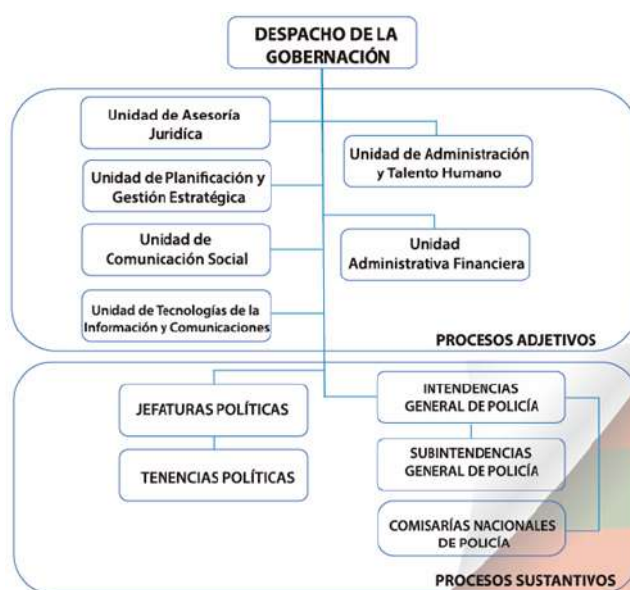 DESPACHO DE LA
GOBERNACIÓN
Unidad de Asesoría
Jurídica
Unidad de Administración
y Talento Humano
Unidad de Planificación y
Gestión Estratégica
Unidad de
Comunicación Social
Unidad
Administrativa Financiera
Unidad de Tecnologías de la
Información y Comunicaciones
PROCESOS ADJETIVOS
JEFATURAS POLÍTICAS
TENENCIAS POLÍTICAS
INTENDENCIAS
GENERAL DE POLICÍA
SUBINTENDENCIAS
GENERAL DE POLICÍA
COMISARÍAS NACIONALES
DE POLICÍA
PROCESOS SUSTANTIVOS